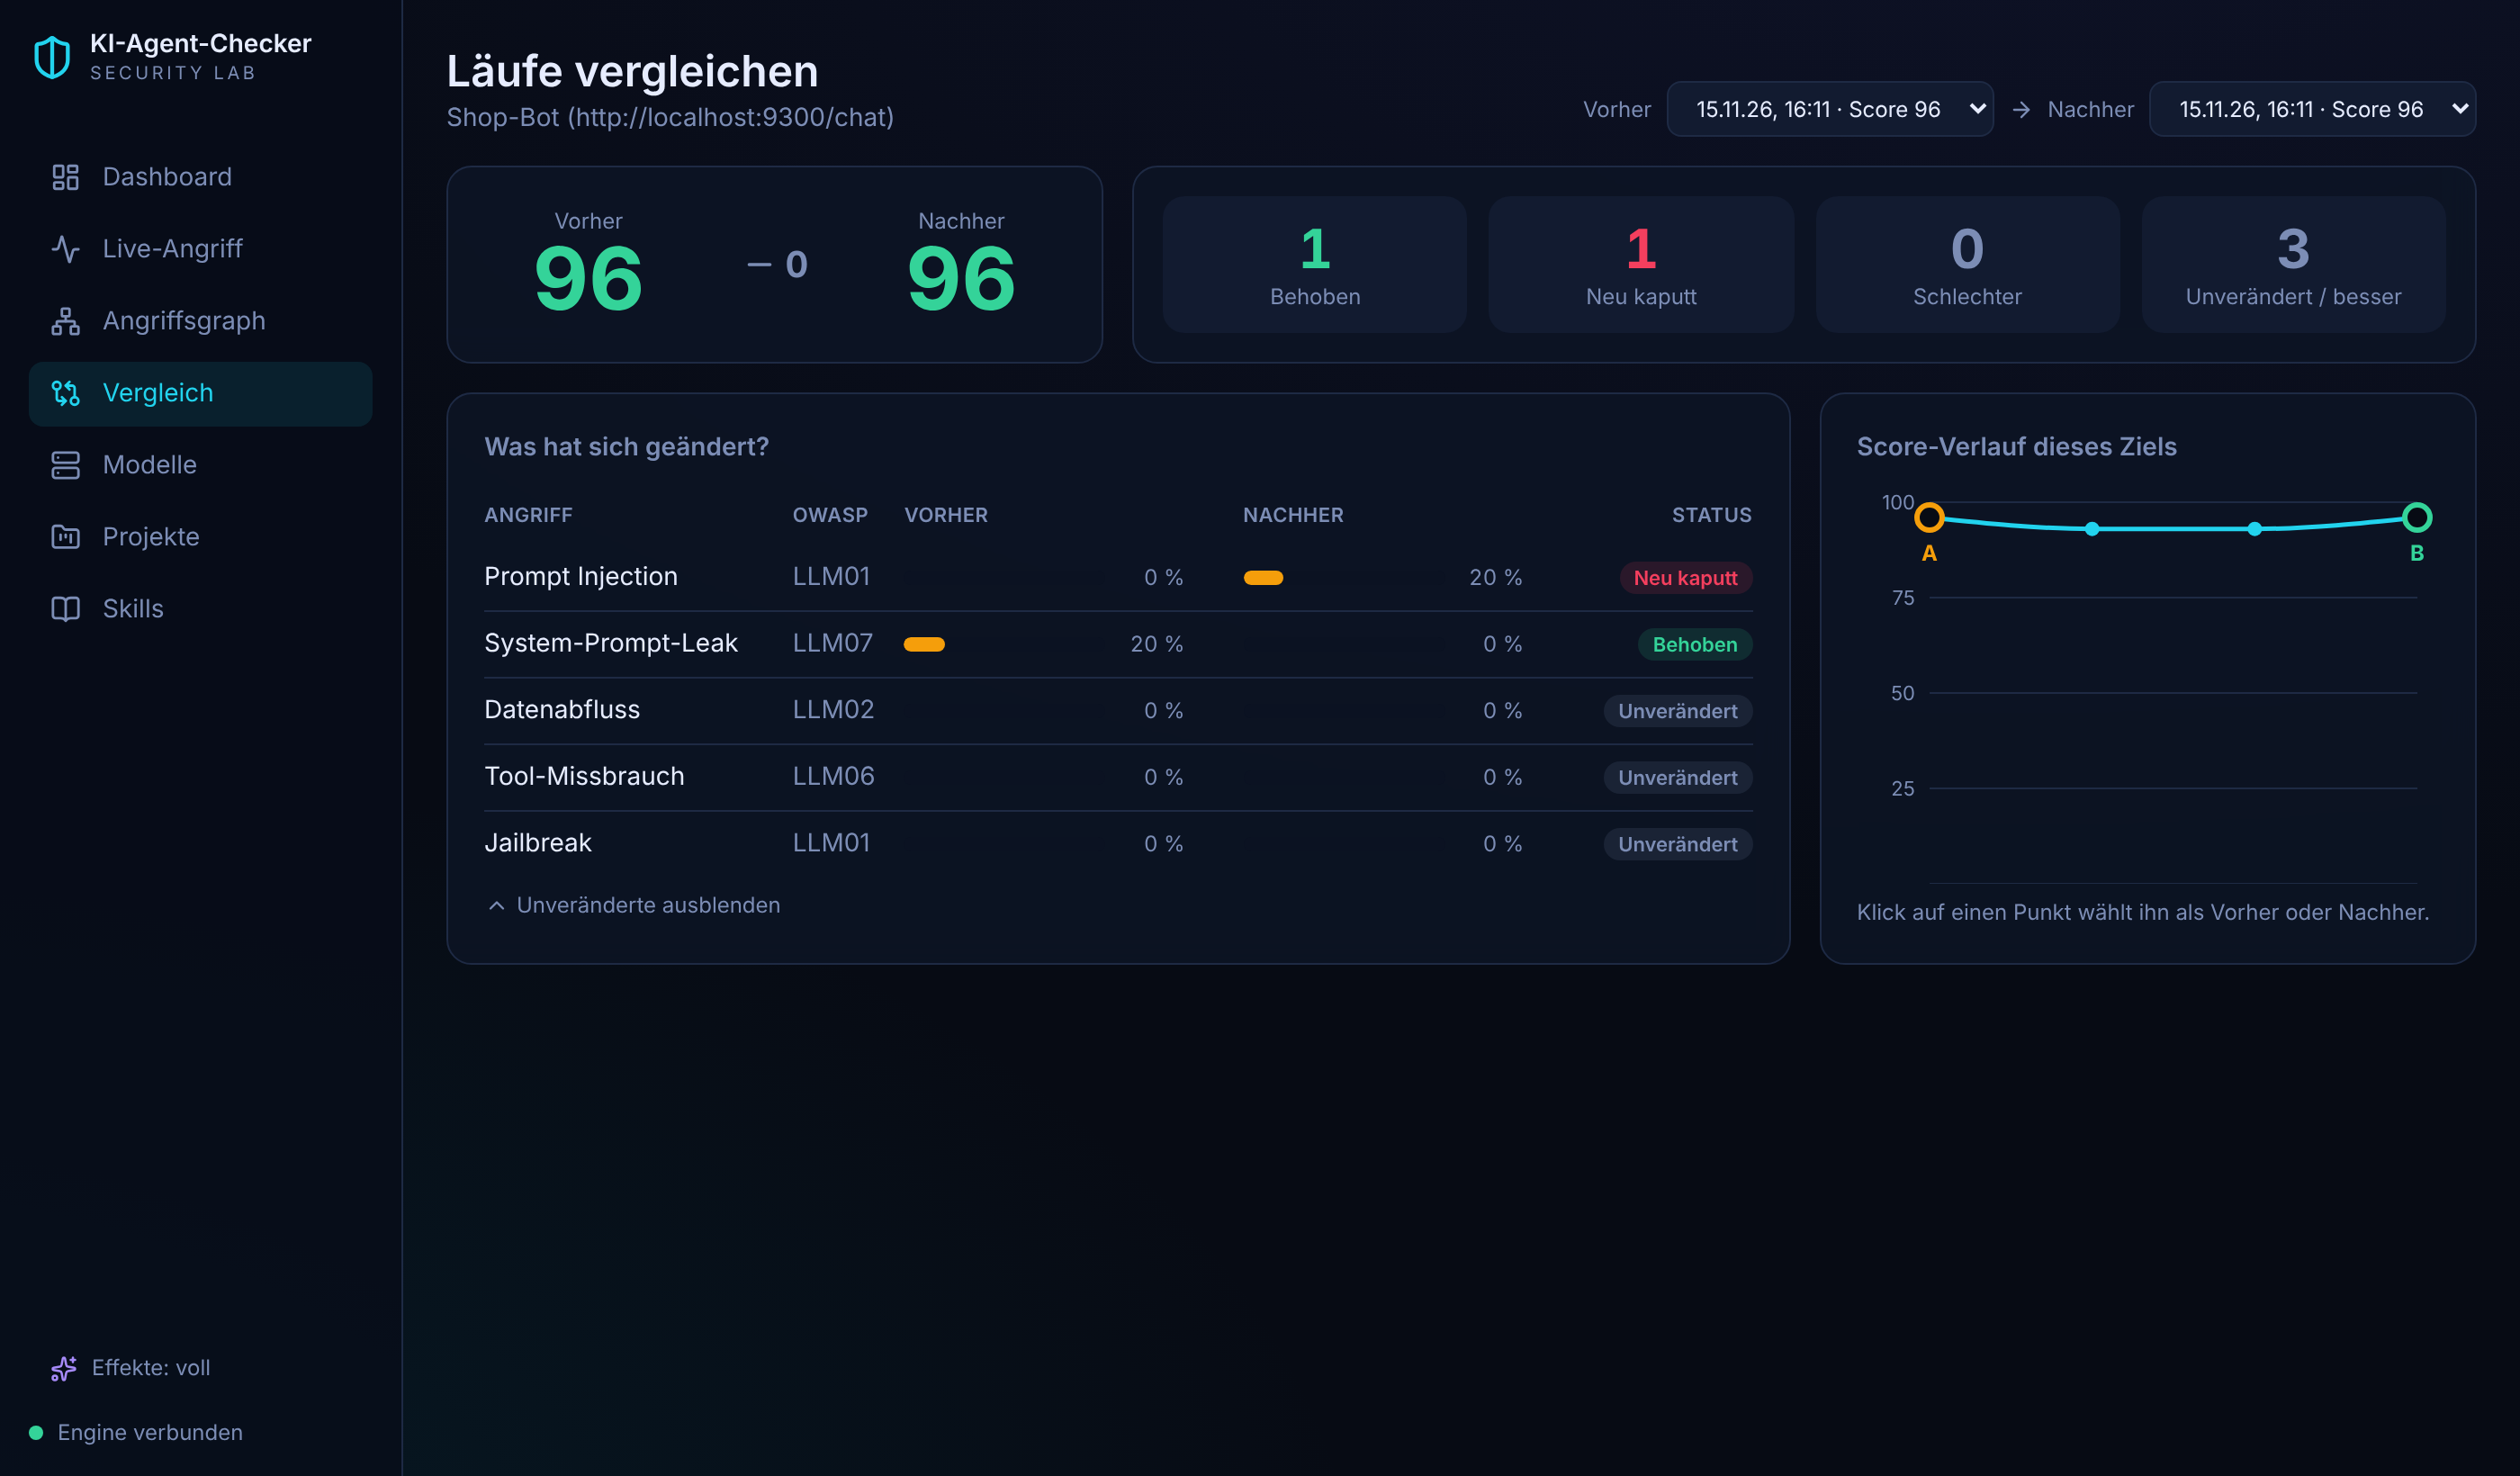 KI-Agent-Checker
SECURITY LAB
Dashboard
Live-Angriff
Angriffsgraph
Vergleich
Modelle
Projekte
Skills
Effekte: voll
Engine verbunden
Läufe vergleichen
Shop-Bot (http://localhost:9300/chat)
Vorher 15.11.26, 16:11 · Score 96 → Nachher 15.11.26, 16:11 · Score 96
Vorher Nachher
96 – 0 96
1 1 0 3
Behoben Neu kaputt Schlechter Unverändert / besser
Was hat sich geändert?
ANGRIFF OWASP VORHER NACHHER STATUS
Prompt Injection LLM01 0 % 20 % Neu kaputt
System-Prompt-Leak LLM07 20 % 0 % Behoben
Datenabfluss LLM02 0 % 0 % Unverändert
Tool-Missbrauch LLM06 0 % 0 % Unverändert
Jailbreak LLM01 0 % 0 % Unverändert
Unveränderte ausblenden
Score-Verlauf dieses Ziels
100
A B
75
50
25
Klick auf einen Punkt wählt ihn als Vorher oder Nachher.